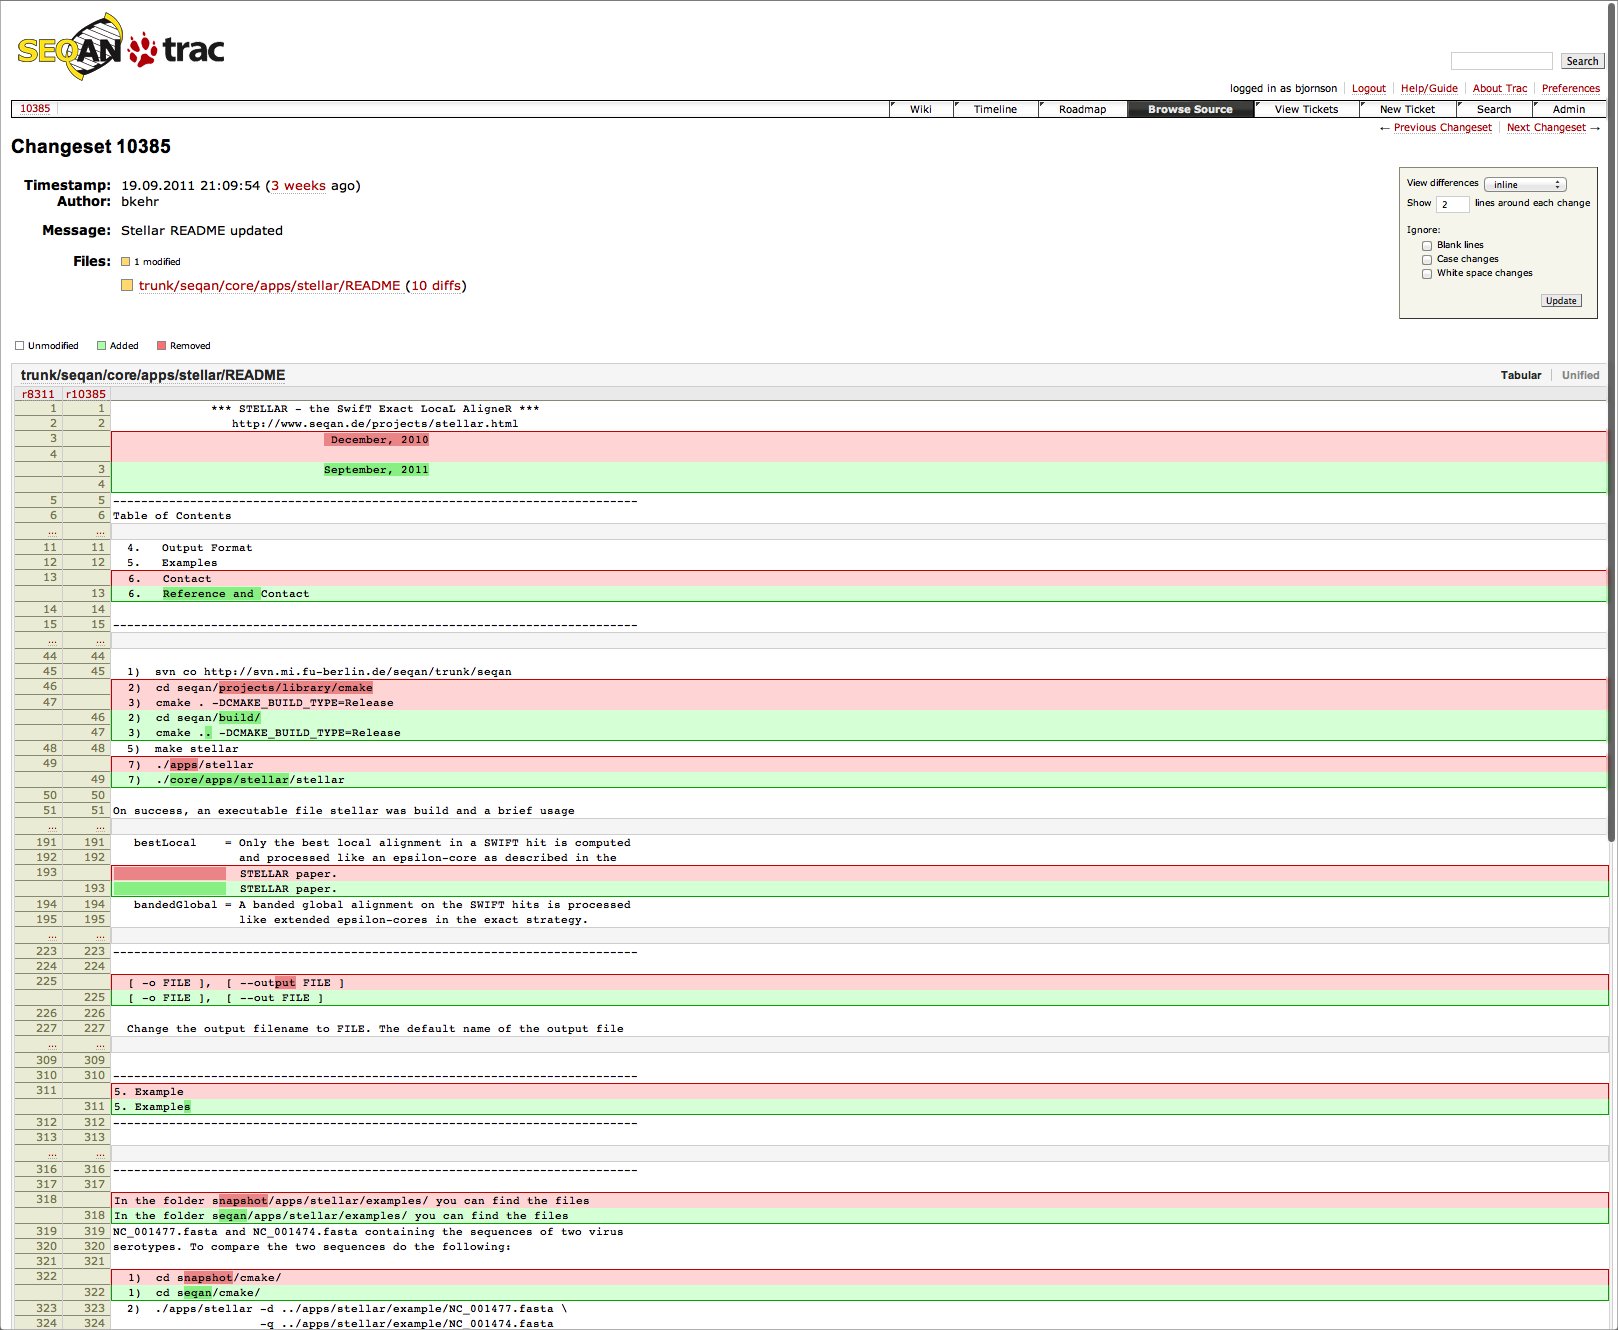 SEQAN trac
Search
logged in as bjornson Logout Help/Guide About Trac Preferences
10385 Wiki Timeline Roadmap Browse Source View Tickets New Ticket Search Admin
← Previous Changeset Next Changeset →
Changeset 10385
Timestamp: 19.09.2011 21:09:54 (3 weeks ago)
Author: bkehr
Message: Stellar README updated
Files: 1 modified
trunk/seqan/core/apps/stellar/README (10 diffs)
View differences inline
Show 2 lines around each change
Ignore:
Blank lines
Case changes
White space changes
Update
Unmodified Added Removed
trunk/seqan/core/apps/stellar/README Tabular Unified
r8311 r10385
1 1 *** STELLAR - the SwifT Exact LocaL AligneR ***
2 2 http://www.seqan.de/projects/stellar.html
3 December, 2010
4
3 September, 2011
4
5 5 ---------------------------------------------------------------------------
6 6 Table of Contents
... ...
11 11 4. Output Format
12 12 5. Examples
13 6. Contact
13 6. Reference and Contact
14 14
15 15 ---------------------------------------------------------------------------
... ...
44 44
45 45 1) svn co http://svn.mi.fu-berlin.de/seqan/trunk/seqan
46 2) cd seqan/projects/library/cmake
47 3) cmake . -DCMAKE_BUILD_TYPE=Release
46 2) cd seqan/build/
47 3) cmake .. -DCMAKE_BUILD_TYPE=Release
48 48 5) make stellar
49 7) ./apps/stellar
49 7) ./core/apps/stellar/stellar
50 50
51 51 On success, an executable file stellar was build and a brief usage
... ...
191 191 bestLocal = Only the best local alignment in a SWIFT hit is computed
192 192 and processed like an epsilon-core as described in the
193 STELLAR paper.
193 STELLAR paper.
194 194 bandedGlobal = A banded global alignment on the SWIFT hits is processed
195 195 like extended epsilon-cores in the exact strategy.
... ...
223 223 ---------------------------------------------------------------------------
224 224
225 [ -o FILE ], [ --output FILE ]
225 [ -o FILE ], [ --out FILE ]
226 226
227 227 Change the output filename to FILE. The default name of the output file
... ...
309 309
310 310 ---------------------------------------------------------------------------
311 5. Example
311 5. Examples
312 312 ---------------------------------------------------------------------------
313 313
... ...
316 316 ---------------------------------------------------------------------------
317 317
318 In the folder snapshot/apps/stellar/examples/ you can find the files
318 In the folder seqan/apps/stellar/examples/ you can find the files
319 319 NC_001477.fasta and NC_001474.fasta containing the sequences of two virus
320 320 serotypes. To compare the two sequences do the following:
321 321
322 1) cd snapshot/cmake/
322 1) cd seqan/cmake/
323 323 2) ./apps/stellar -d ../apps/stellar/example/NC_001477.fasta \
324 324 -q ../apps/stellar/example/NC_001474.fasta